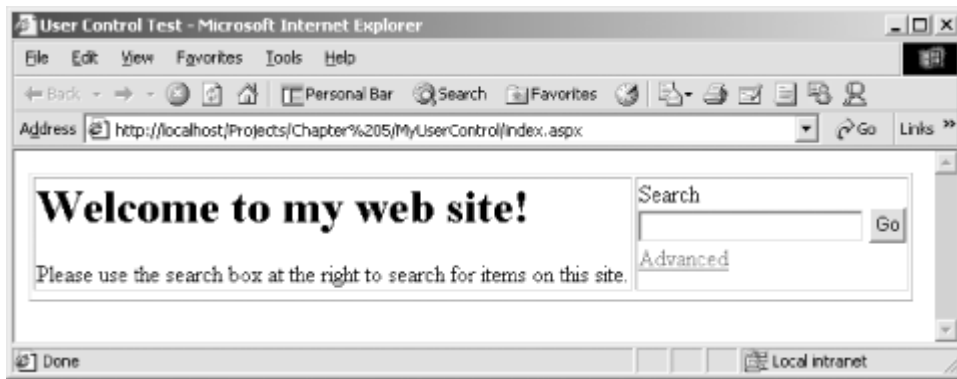 User Control Test - Microsoft Internet Explorer
File Edit View Favorites Tools Help
Back Personal Bar Search Favorites
Address http://localhost/Projects/Chapter%205/MyUserControl/index.aspx Go Links »
Welcome to my web site!
Please use the search box at the right to search for items on this site.
Search
Go
Advanced
Done Local intranet